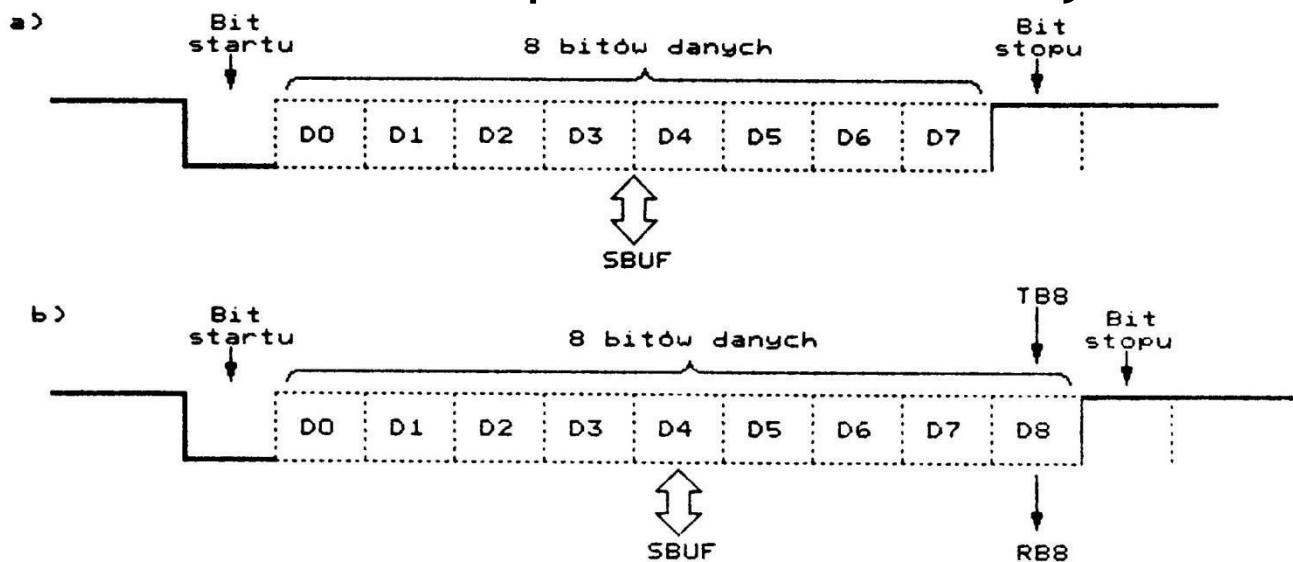 a)
Bit
startu
8 bitów danych
Bit
stopu
D0 D1 D2 D3 D4 D5 D6 D7
SBUF
b)
Bit
startu
8 bitów danych
TB8
Bit
stopu
D0 D1 D2 D3 D4 D5 D6 D7 D8
SBUF
RB8